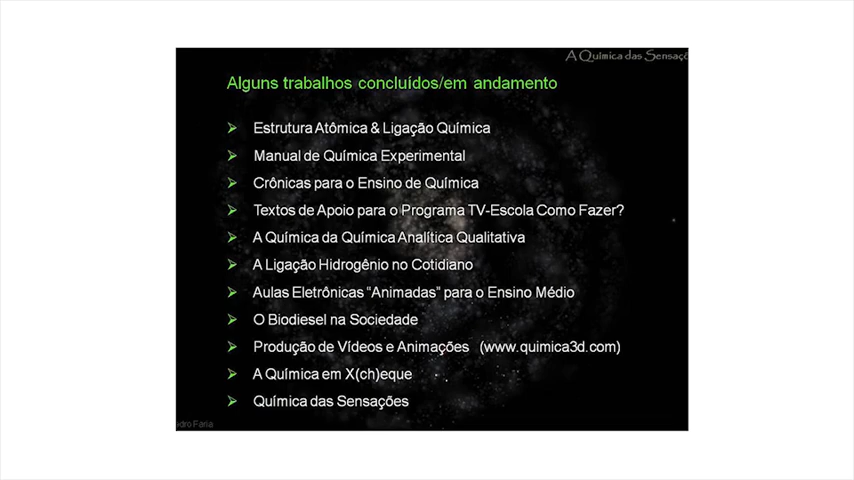 A Química das
Alguns trabalhos concluídos/em andamento
Estrutura Atômica & Ligação Química
Manual de Química Experimental
Crônicas para o Ensino de Química
Textos de Apoio para o Programa TV-Escola Como Fazer?
A Química da Química Analítica Qualitativa
A Ligação Hidrogênio no Cotidiano
Aulas Eletrônicas “Animadas” para o Ensino Médio
O Biodiesel na Sociedade
Produção de Vídeos e Animações (www.quimica3d.com)
A Química em X(ch)eque
Química das Sensações
Faria